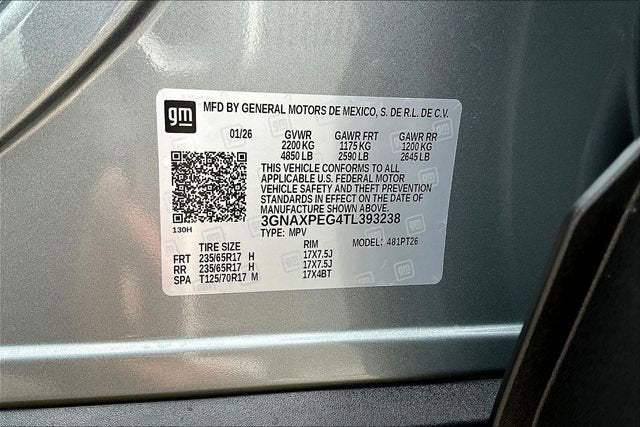 gm MFD BY GENERAL MOTORS DE MEXICO, S. DE R.L. DE C.V.
01/26 GVWR GAWR FRT GAWR RR
2200 KG 1175 KG 1200 KG
4850 LB 2590 LB 2645 LB
THIS VEHICLE CONFORMS TO ALL
APPLICABLE U.S. FEDERAL MOTOR
VEHICLE SAFETY AND THEFT PREVENTION
STANDARDS IN EFFECT ON THE DATE OF
MANUFACTURE SHOWN ABOVE.
3GNAXPEG4TL393238
130H TYPE: MPV MODEL: 481PT26
TIRE SIZE RIM
FRT 235/65R17 H 17X7.5J
RR 235/65R17 H 17X7.5J
SPA T125/70R17 M 17X4BT